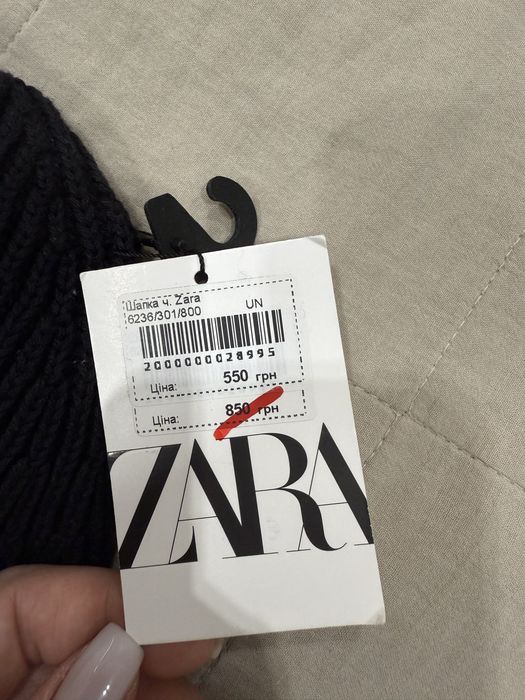 Шапка ч. Zara
6236/301/800 UN
2000000028995
Ціна: 550 грн
Ціна: 850 грн
ZARA